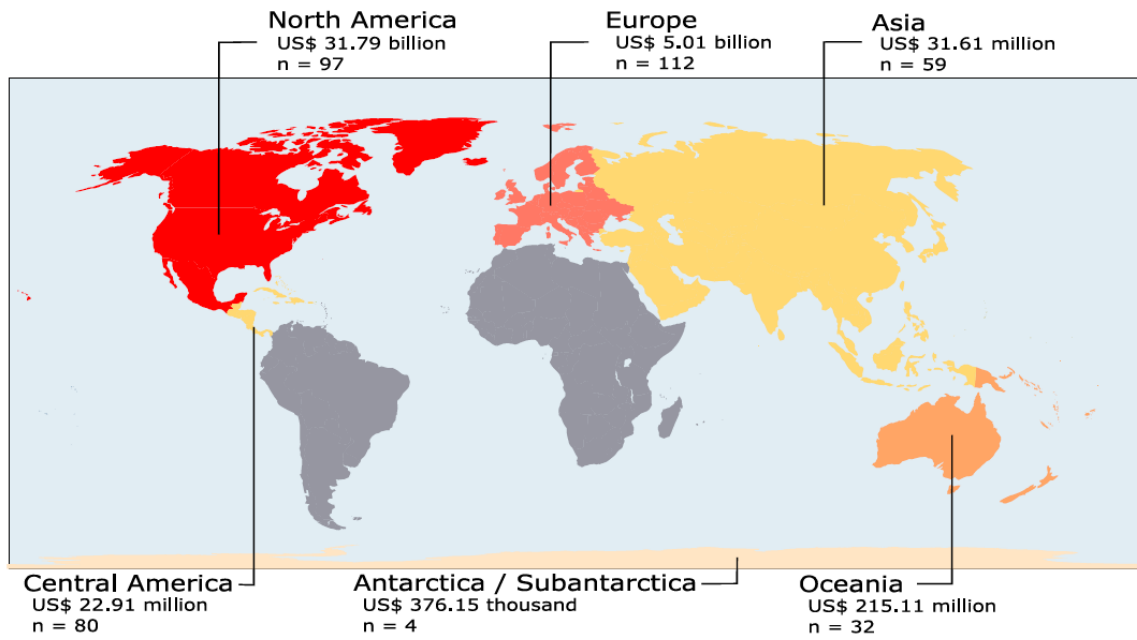 North America
US$ 31.79 billion
n = 97
Europe
US$ 5.01 billion
n = 112
Asia
US$ 31.61 million
n = 59
Central America
US$ 22.91 million
n = 80
Antarctica / Subantarctica
US$ 376.15 thousand
n = 4
Oceania
US$ 215.11 million
n = 32